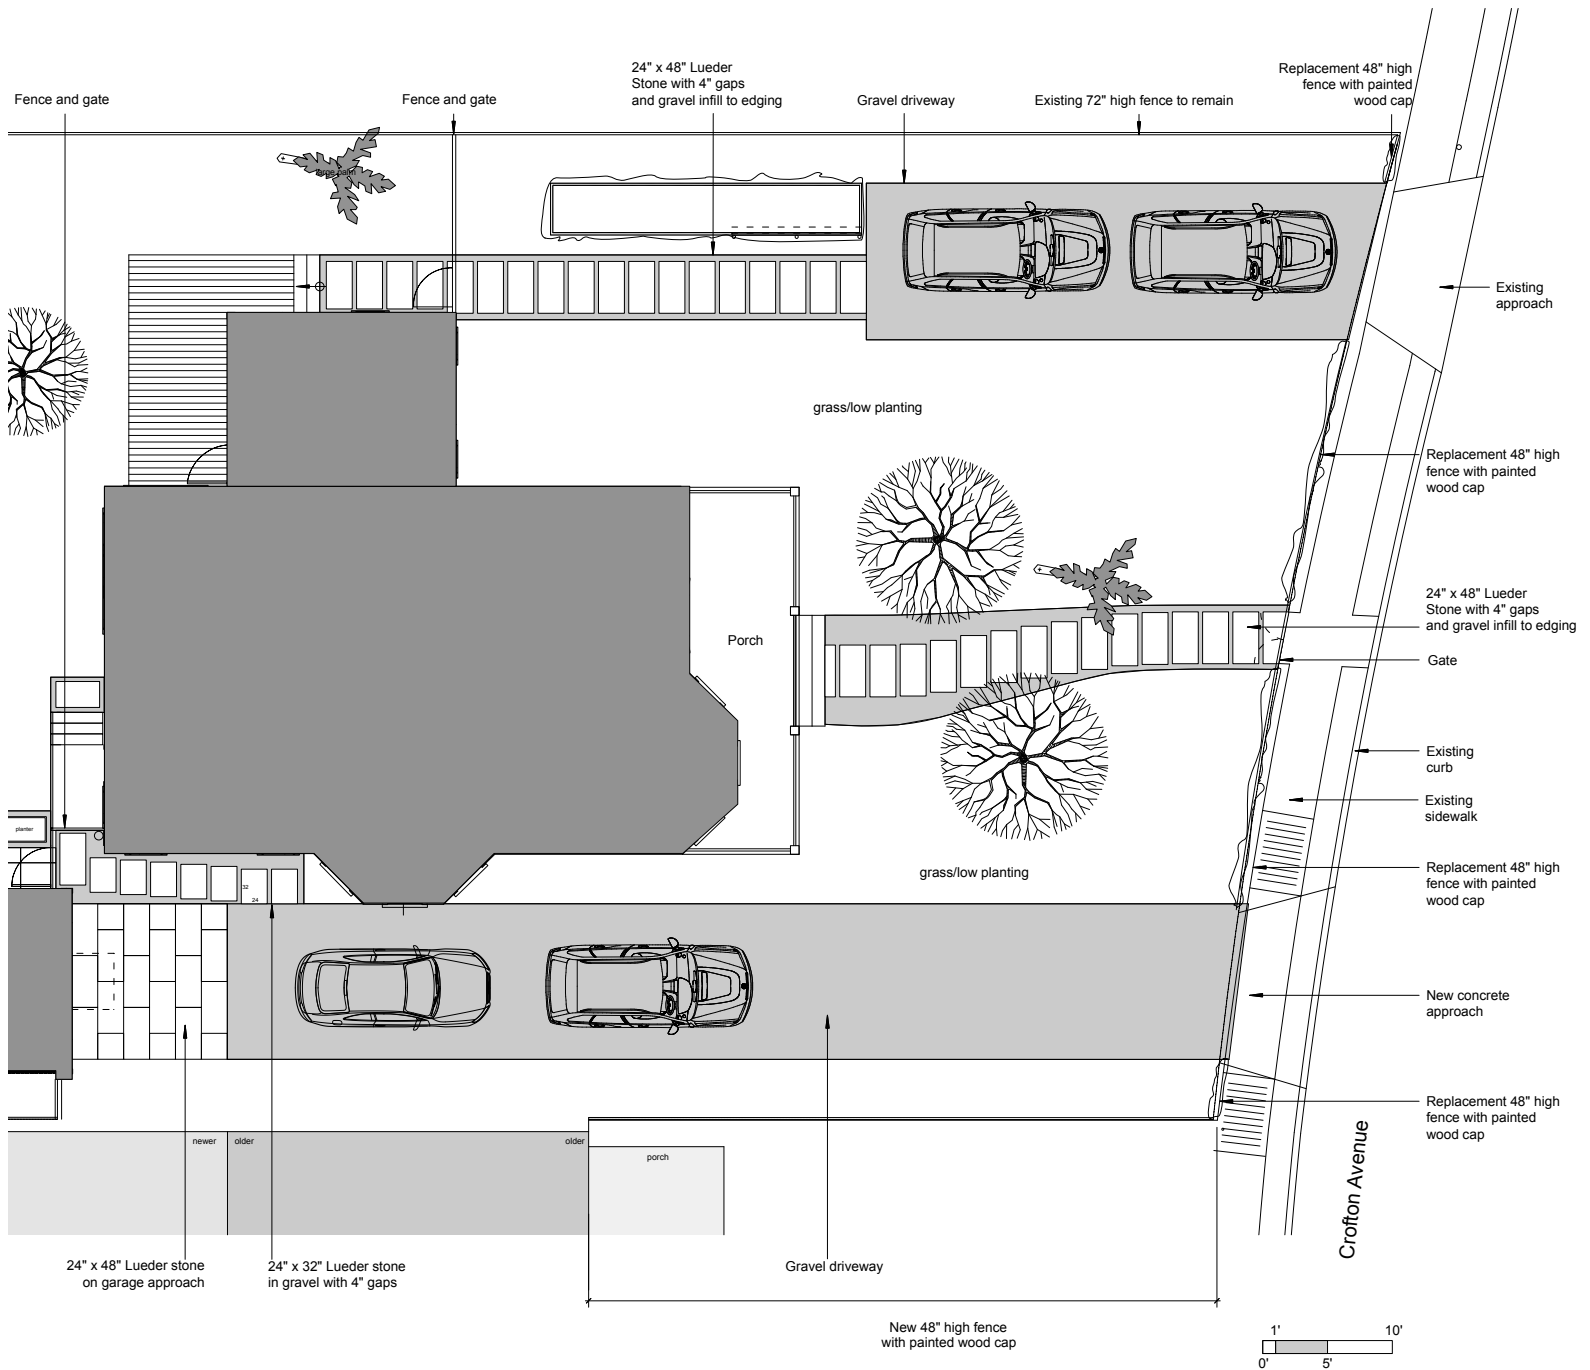 24" x 48" Lueder
Stone with 4" gaps
and gravel infill to edging
Replacement 48" high
fence with painted
wood cap
Fence and gate
Fence and gate
Gravel driveway
Existing 72" high fence to remain
large palm
Existing
approach
grass/low planting
Replacement 48" high
fence with painted
wood cap
24" x 48" Lueder
Stone with 4" gaps
and gravel infill to edging
Porch
Gate
Existing
curb
Existing
sidewalk
planter
Replacement 48" high
fence with painted
wood cap
grass/low planting
32
24
New concrete
approach
Replacement 48" high
fence with painted
wood cap
newer
older
older
porch
Crofton Avenue
24" x 48" Lueder stone
on garage approach
24" x 32" Lueder stone
in gravel with 4" gaps
Gravel driveway
New 48" high fence
with painted wood cap
1'
10'
0'
5'